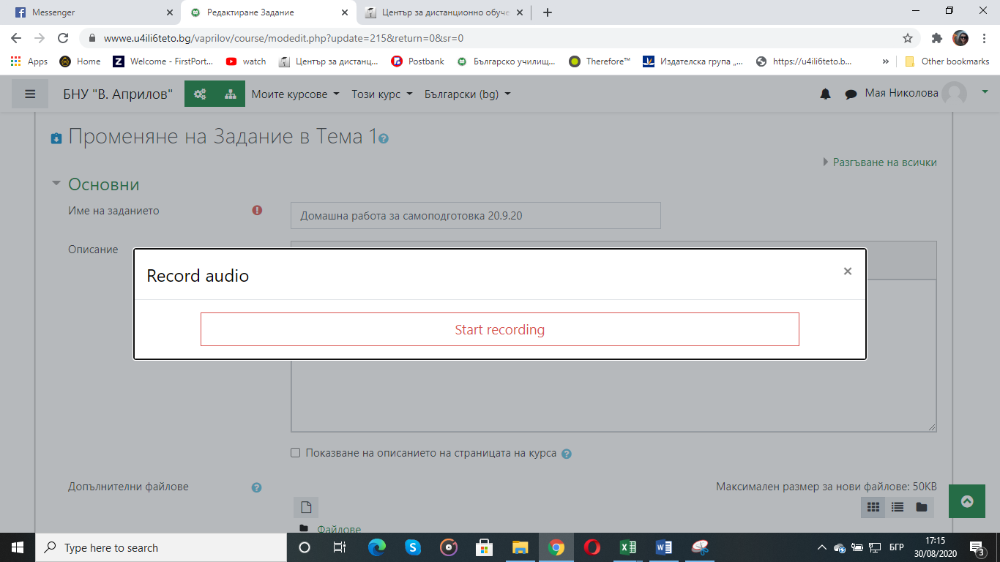 Messenger
Редактиране Задание
Център за дистанционно обуче
wwwe.u4ili6teto.bg/vaprilov/course/modedit.php?update=215&return=0&sr=0
Apps
Home
Welcome - FirstPort...
watch
Център за дистанц...
Postbank
Българско училищ...
Therefore™
Издателска група „...
https://u4ili6teto.b...
»
Other bookmarks
БНУ "В. Априлов"
Моите курсове
Този курс
Български (bg)
Мая Николова
Променяне на Задание в Тема 1
Разгъване на всички
Основни
Име на заданието
Домашна работа за самоподготовка 20.9.20
Описание
Record audio
×
Start recording
Показване на описанието на страницата на курса
Допълнителни файлове
Максимален размер за нови файлове: 50KB
Файлове
Type here to search
БГР
17:15
30/08/2020
3